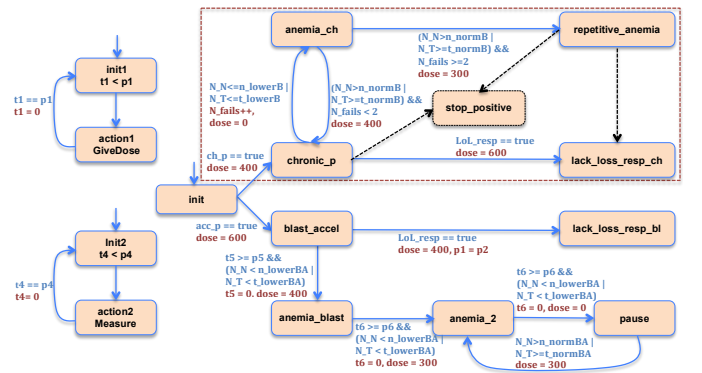 init1
t1 < p1
t1 == p1
t1 = 0
action1
GiveDose
Init2
t4 < p4
t4 == p4
t4= 0
action2
Measure
anemia_ch
(N_N>n_normB |
N_T>=t_normB) &&
N_fails >=2
dose = 300
repetitive_anemia
N_N<=n_lowerB |
N_T<=t_lowerB
N_fails++,
dose = 0
(N_N>n_normB |
N_T>=t_normB) &&
N_fails < 2
dose = 400
stop_positive
ch_p == true
dose = 400
chronic_p
LoL_resp == true
dose = 600
lack_loss_resp_ch
init
acc_p == true
dose = 600
blast_accel
LoL_resp == true
dose = 400, p1 = p2
lack_loss_resp_bl
t5 >= p5 &&
(N_N < n_lowerBA |
N_T < t_lowerBA)
t5 = 0. dose = 400
anemia_blast
t6 >= p6 &&
(N_N < n_lowerBA |
N_T < t_lowerBA)
t6 = 0, dose = 300
anemia_2
t6 >= p6 &&
(N_N < n_lowerBA |
N_T < t_lowerBA)
t6 = 0, dose = 0
pause
N_N>n_normBA |
N_T>=t_normBA
dose = 300